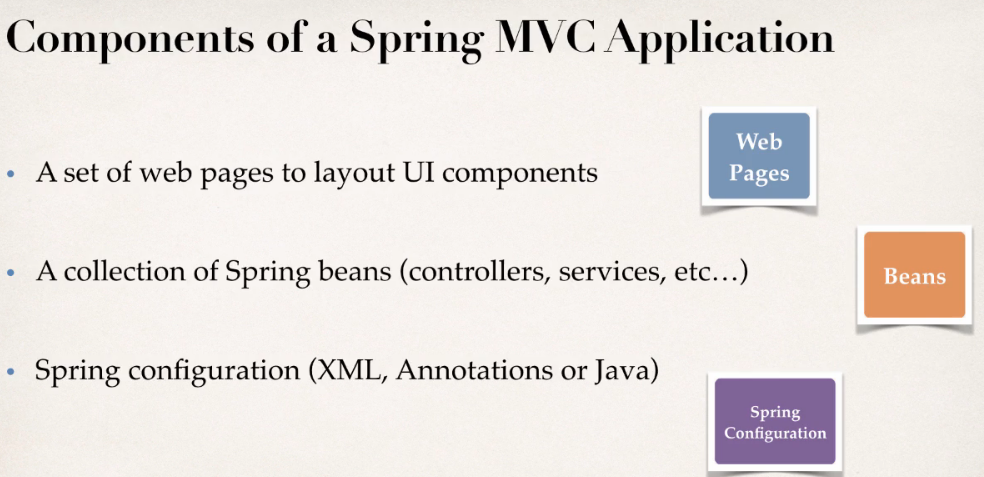 Components of a Spring MVC Application
Web
Pages
• A set of web pages to layout UI components
• A collection of Spring beans (controllers, services, etc…)
Beans
• Spring configuration (XML, Annotations or Java)
Spring
Configuration